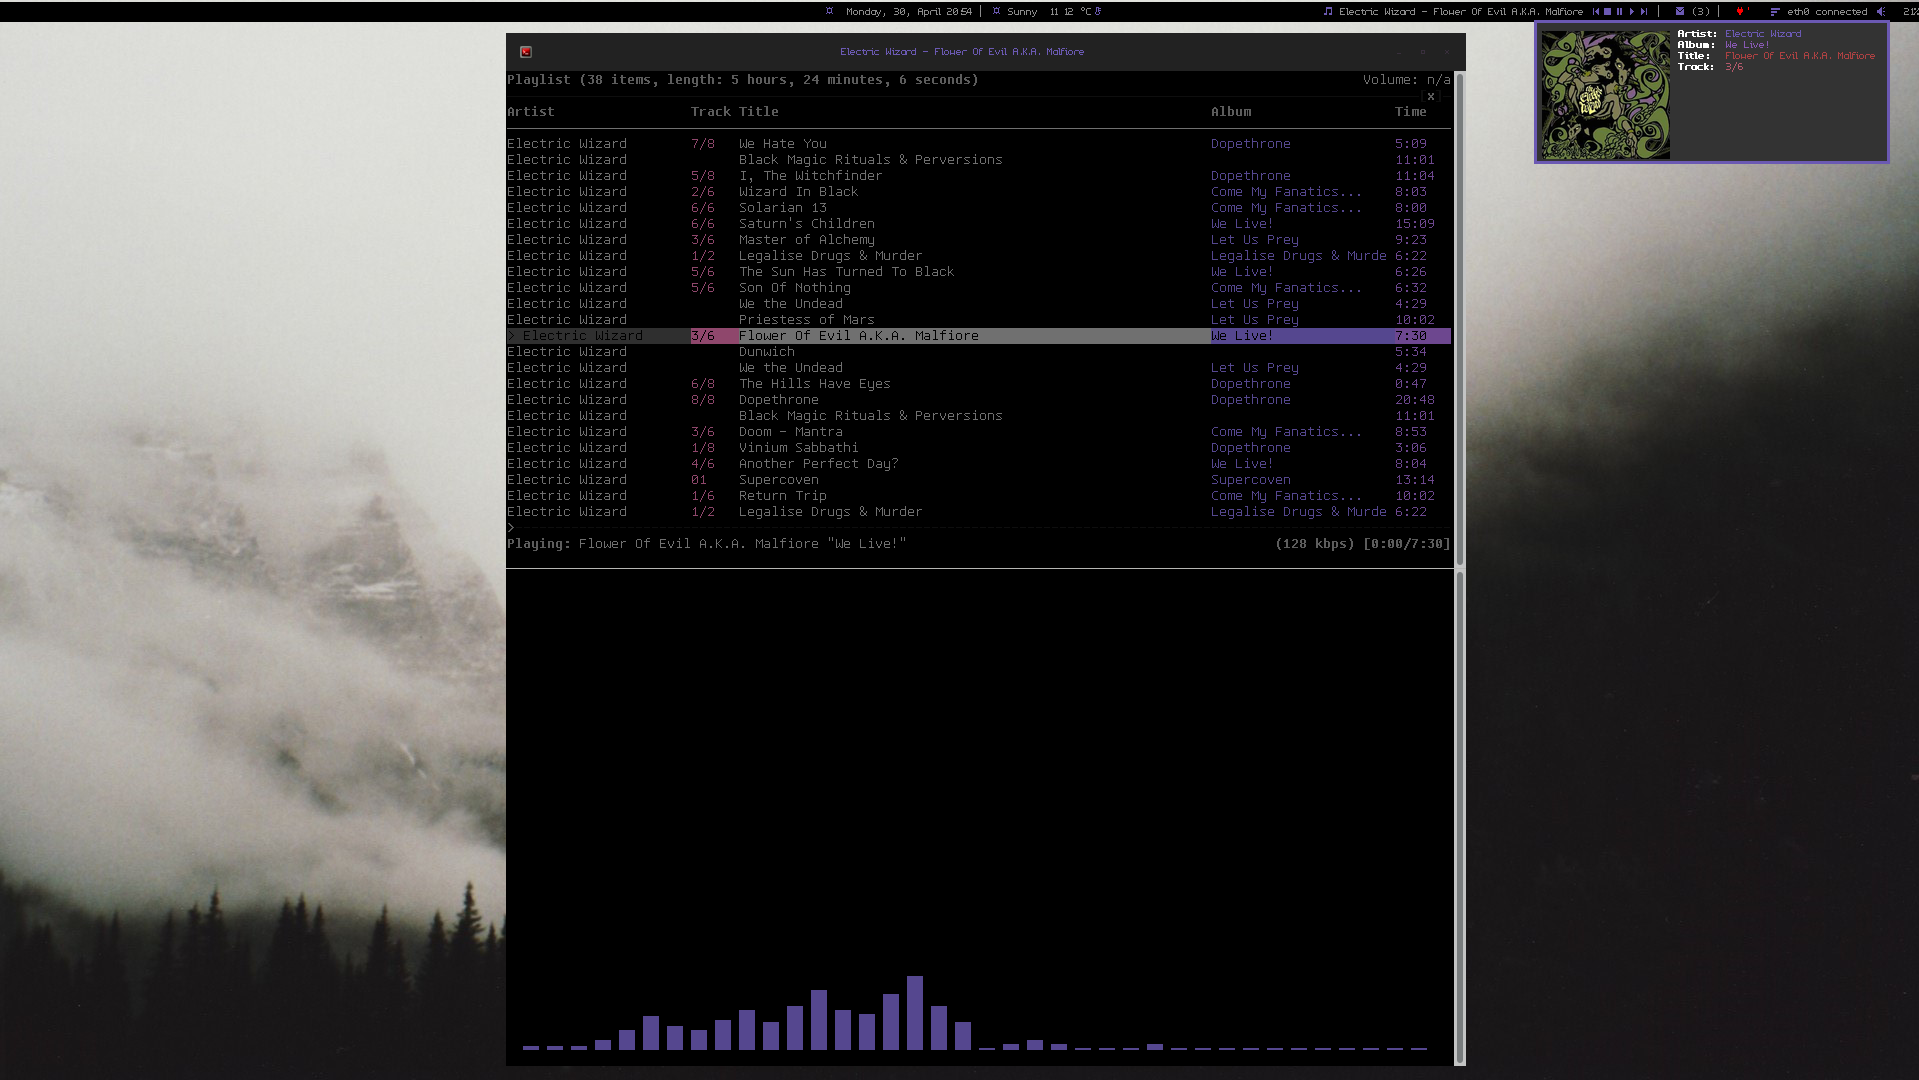 Monday, 30, April 20:54 | Sunny 11 12 °C
Electric Wizard - Flower Of Evil A.K.A. Malfiore | (3) | eth0 connected 21%
Electric Wizard - Flower Of Evil A.K.A. Malfiore
Artist: Electric Wizard
Album: We Live!
Title: Flower Of Evil A.K.A. Malfiore
Track: 3/6
Playlist (38 items, length: 5 hours, 24 minutes, 6 seconds) Volume: n/a
[x]
Artist Track Title Album Time
Electric Wizard 7/8 We Hate You Dopethrone 5:09
Electric Wizard Black Magic Rituals & Perversions 11:01
Electric Wizard 5/8 I, The Witchfinder Dopethrone 11:04
Electric Wizard 2/6 Wizard In Black Come My Fanatics... 8:03
Electric Wizard 6/6 Solarian 13 Come My Fanatics... 8:00
Electric Wizard 6/6 Saturn's Children We Live! 15:09
Electric Wizard 3/6 Master of Alchemy Let Us Prey 9:23
Electric Wizard 1/2 Legalise Drugs & Murder Legalise Drugs & Murde 6:22
Electric Wizard 5/6 The Sun Has Turned To Black We Live! 6:26
Electric Wizard 5/6 Son Of Nothing Come My Fanatics... 6:32
Electric Wizard We the Undead Let Us Prey 4:29
Electric Wizard Priestess of Mars Let Us Prey 10:02
> Electric Wizard 3/6 Flower Of Evil A.K.A. Malfiore We Live! 7:30
Electric Wizard Dunwich 5:34
Electric Wizard We the Undead Let Us Prey 4:29
Electric Wizard 6/8 The Hills Have Eyes Dopethrone 0:47
Electric Wizard 8/8 Dopethrone Dopethrone 20:48
Electric Wizard Black Magic Rituals & Perversions 11:01
Electric Wizard 3/6 Doom - Mantra Come My Fanatics... 8:53
Electric Wizard 1/8 Vinium Sabbathi Dopethrone 3:06
Electric Wizard 4/6 Another Perfect Day? We Live! 8:04
Electric Wizard 01 Supercoven Supercoven 13:14
Electric Wizard 1/6 Return Trip Come My Fanatics... 10:02
Electric Wizard 1/2 Legalise Drugs & Murder Legalise Drugs & Murde 6:22
>
Playing: Flower Of Evil A.K.A. Malfiore "We Live!" (128 kbps) [0:00/7:30]